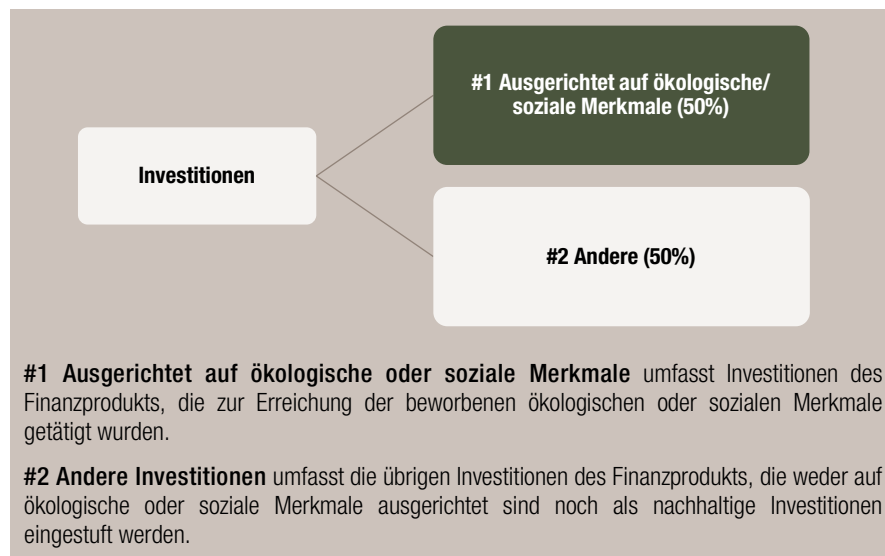 #1 Ausgerichtet auf ökologische/
soziale Merkmale (50%)
Investitionen
#2 Andere (50%)
#1 Ausgerichtet auf ökologische oder soziale Merkmale umfasst Investitionen des
Finanzprodukts, die zur Erreichung der beworbenen ökologischen oder sozialen Merkmale
getätigt wurden.
#2 Andere Investitionen umfasst die übrigen Investitionen des Finanzprodukts, die weder auf
ökologische oder soziale Merkmale ausgerichtet sind noch als nachhaltige Investitionen
eingestuft werden.